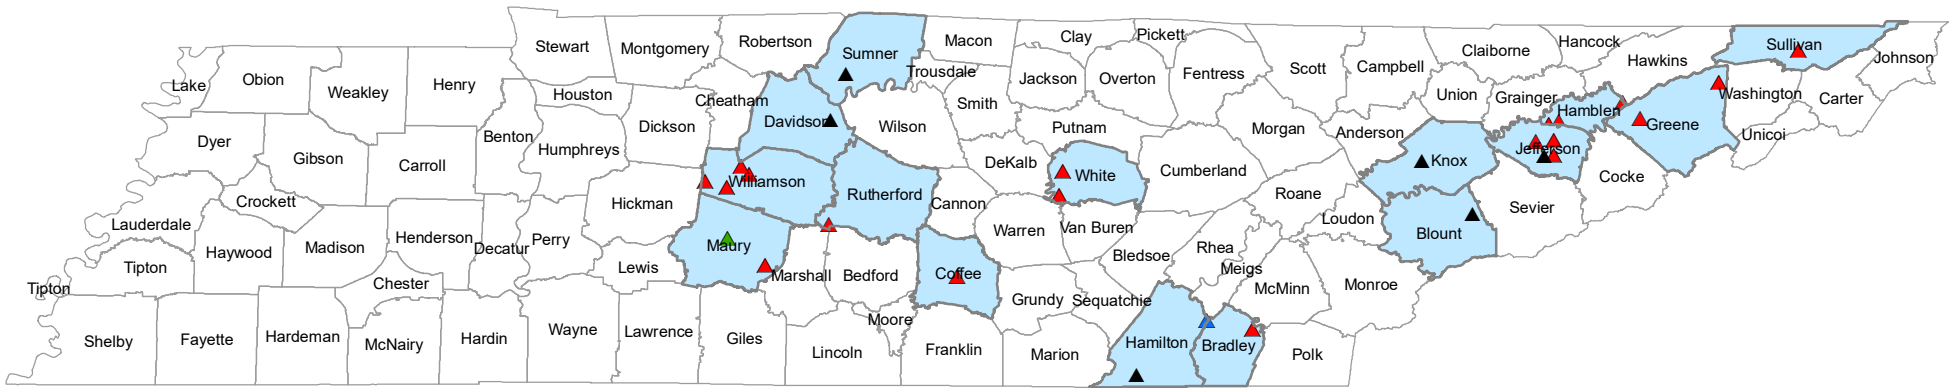 Stewart
Montgomery
Robertson
Sumner
Macon
Clay
Pickett
Fentress
Scott
Campbell
Claiborne
Hancock
Hawkins
Sullivan
Johnson
Lake
Obion
Weakley
Henry
Houston
Cheatham
Trousdale
Jackson
Overton
Smith
Union
Grainger
Hamblen
Washington
Carter
Dyer
Gibson
Carroll
Benton
Humphreys
Dickson
Davidson
Wilson
Putnam
Morgan
Anderson
Knox
Jefferson
Greene
Unicoi
Crockett
Hickman
Williamson
Rutherford
DeKalb
White
Cumberland
Roane
Cocke
Lauderdale
Haywood
Madison
Henderson
Decatur
Perry
Maury
Cannon
Warren
Van Buren
Loudon
Blount
Sevier
Tipton
Tipton
Chester
Lewis
Marshall
Bedford
Coffee
Grundy
Sequatchie
Bledsoe
Rhea
Meigs
McMinn
Monroe
Shelby
Fayette
Hardeman
McNairy
Hardin
Wayne
Lawrence
Giles
Lincoln
Moore
Franklin
Marion
Hamilton
Bradley
Polk